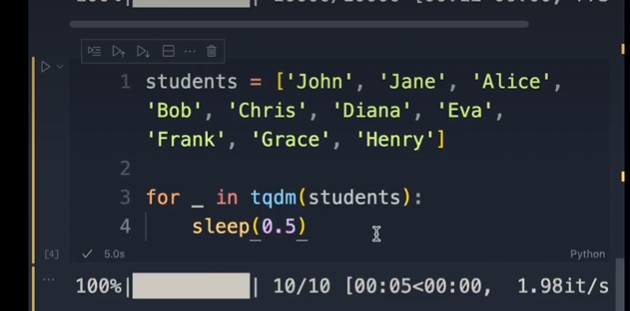 1 students = ['John', 'Jane', 'Alice',
'Bob', 'Chris', 'Diana', 'Eva',
'Frank', 'Grace', 'Henry']
2
3 for _ in tqdm(students):
4 sleep(0.5)
[4] ✓ 5.0s Python
... 100%| | 10/10 [00:05<00:00, 1.98it/s